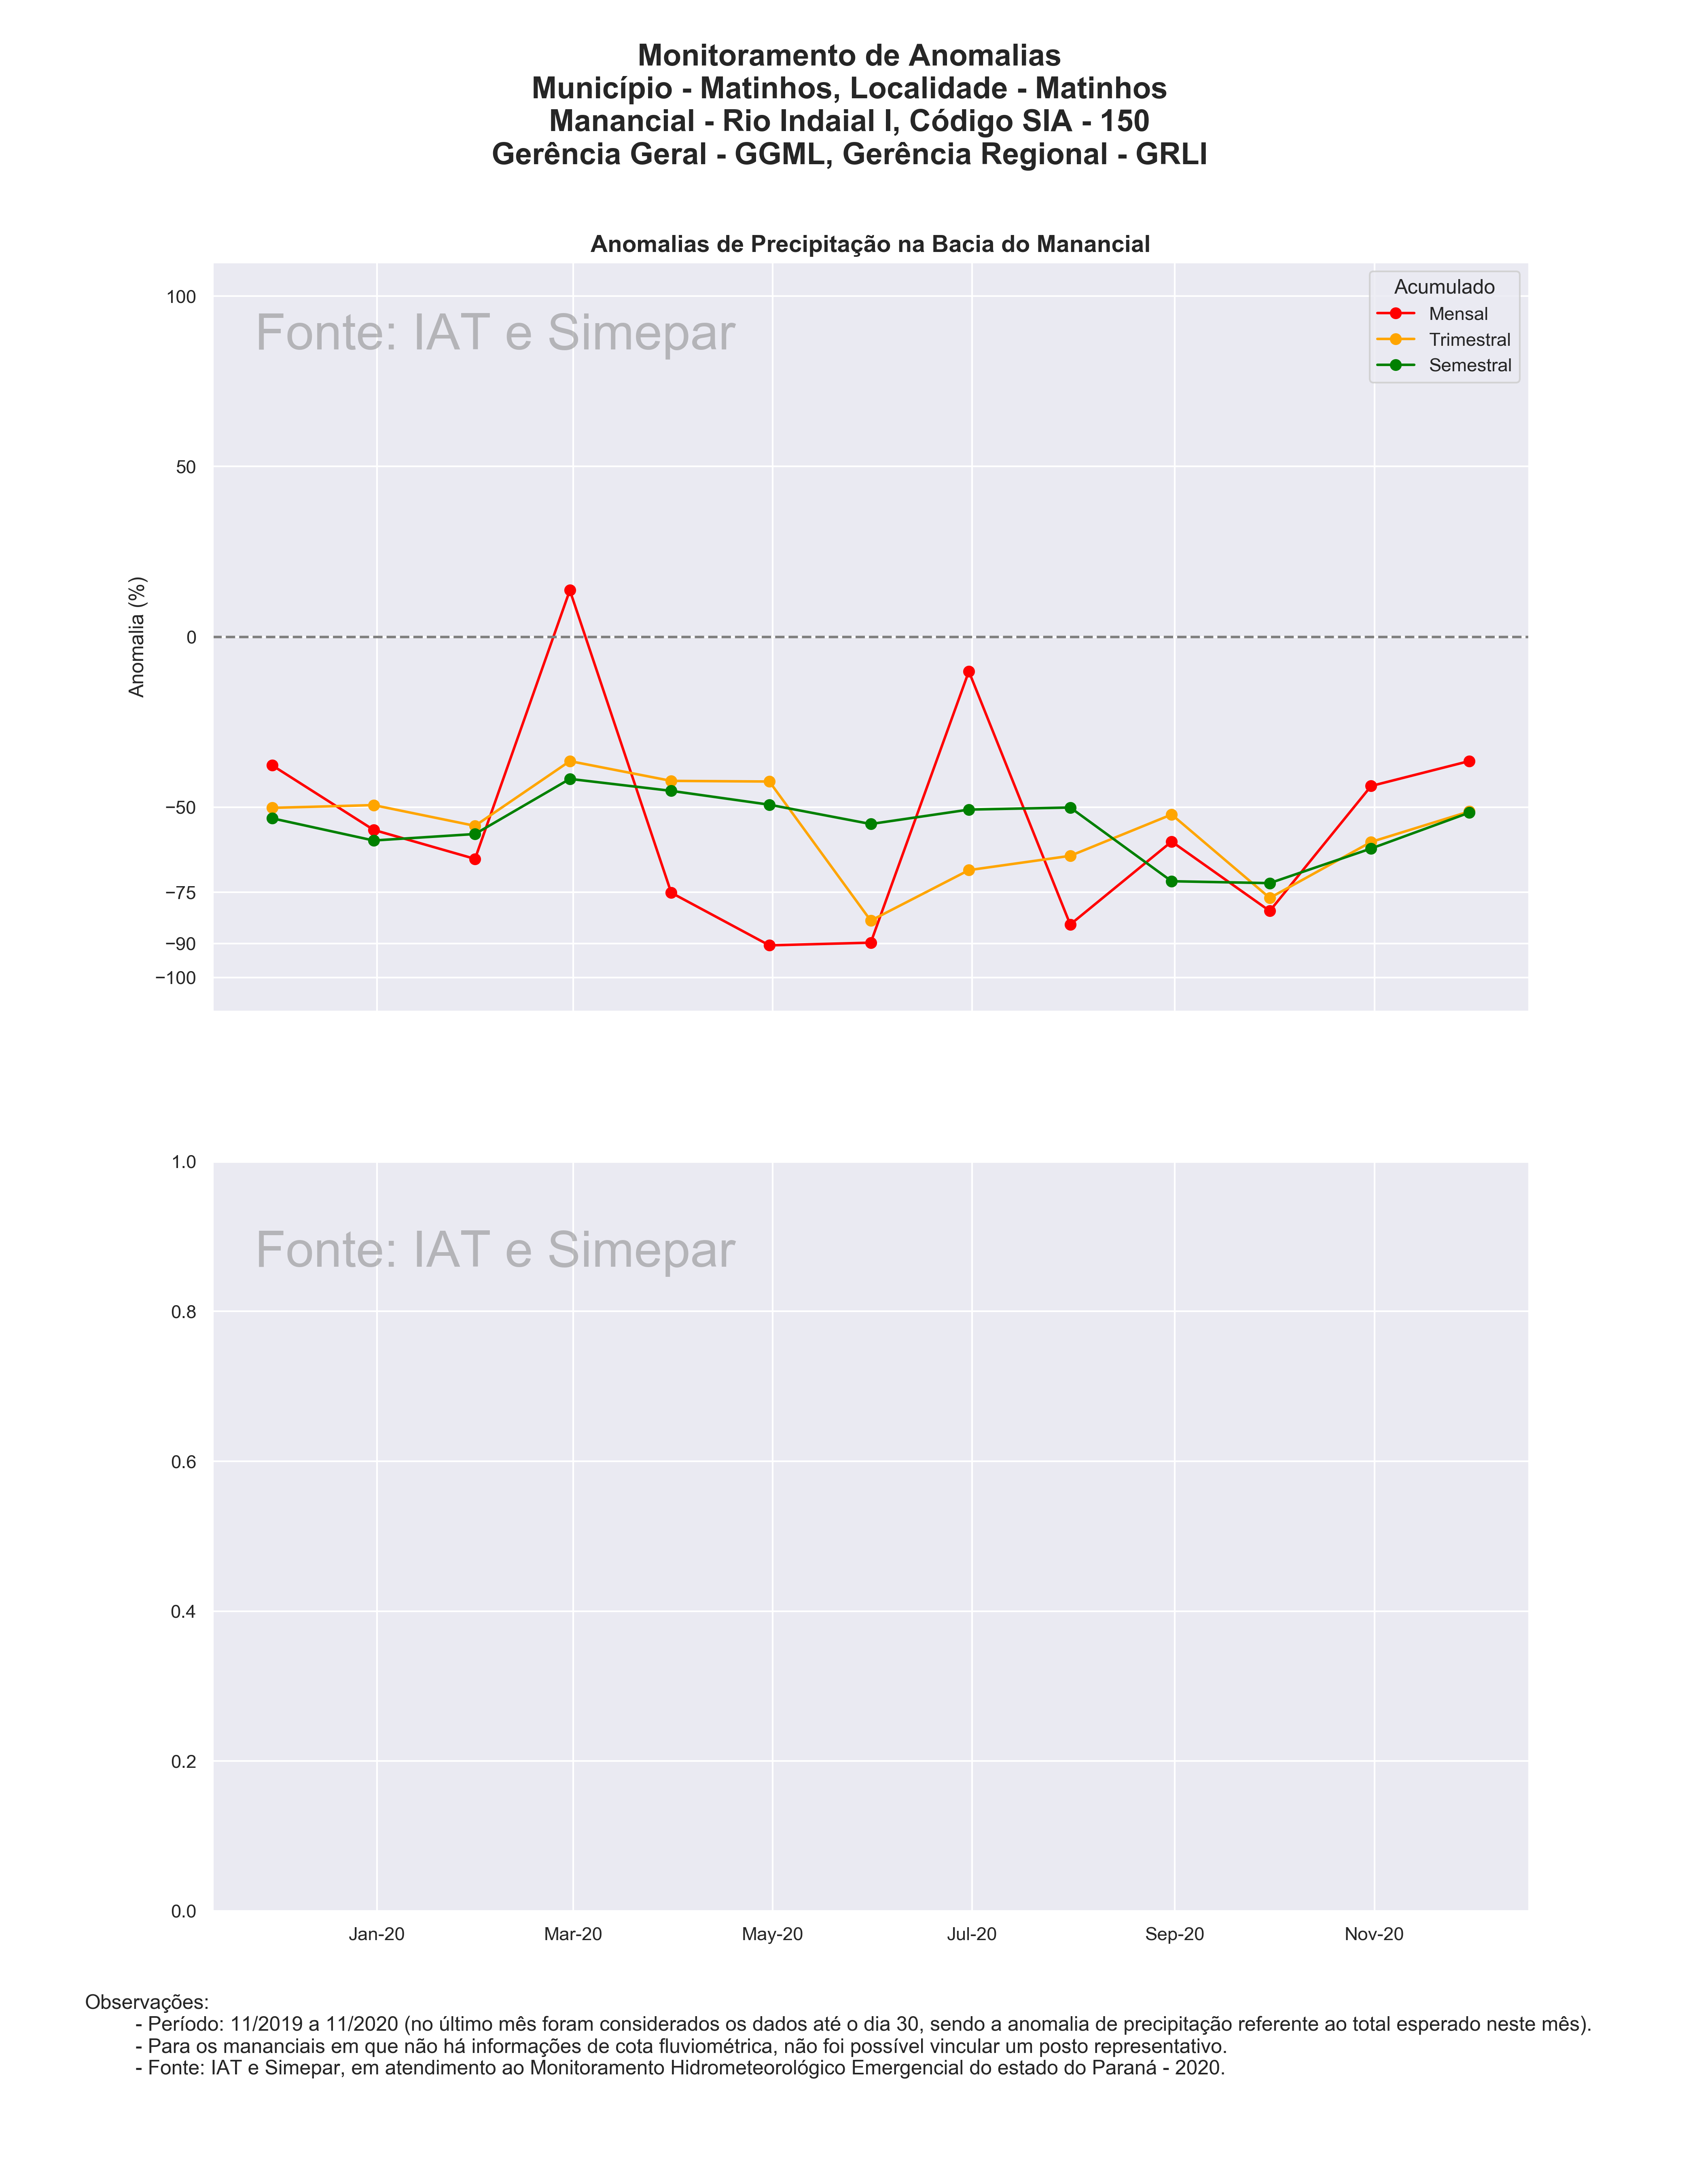 Monitoramento de Anomalias
Município - Matinhos, Localidade - Matinhos
Manancial - Rio Indaial I, Código SIA - 150
Gerência Geral - GGML, Gerência Regional - GRLI
Anomalias de Precipitação na Bacia do Manancial
Fonte: IAT e Simepar
Acumulado
Mensal
Trimestral
Semestral
Anomalia (%)
100
50
0
−50
−75
−90
−100
Fonte: IAT e Simepar
1.0
0.8
0.6
0.4
0.2
0.0
Jan-20 Mar-20 May-20 Jul-20 Sep-20 Nov-20
Observações:
- Período: 11/2019 a 11/2020 (no último mês foram considerados os dados até o dia 30, sendo a anomalia de precipitação referente ao total esperado neste mês).
- Para os mananciais em que não há informações de cota fluviométrica, não foi possível vincular um posto representativo.
- Fonte: IAT e Simepar, em atendimento ao Monitoramento Hidrometeorológico Emergencial do estado do Paraná - 2020.